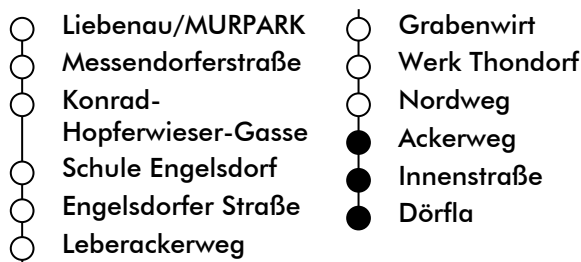 Liebenau/MURPARK
Messendorferstraße
Konrad-
Hopferwieser-Gasse
Schule Engelsdorf
Engelsdorfer Straße
Leberackerweg
Grabenwirt
Werk Thondorf
Nordweg
Ackerweg
Innenstraße
Dörfla